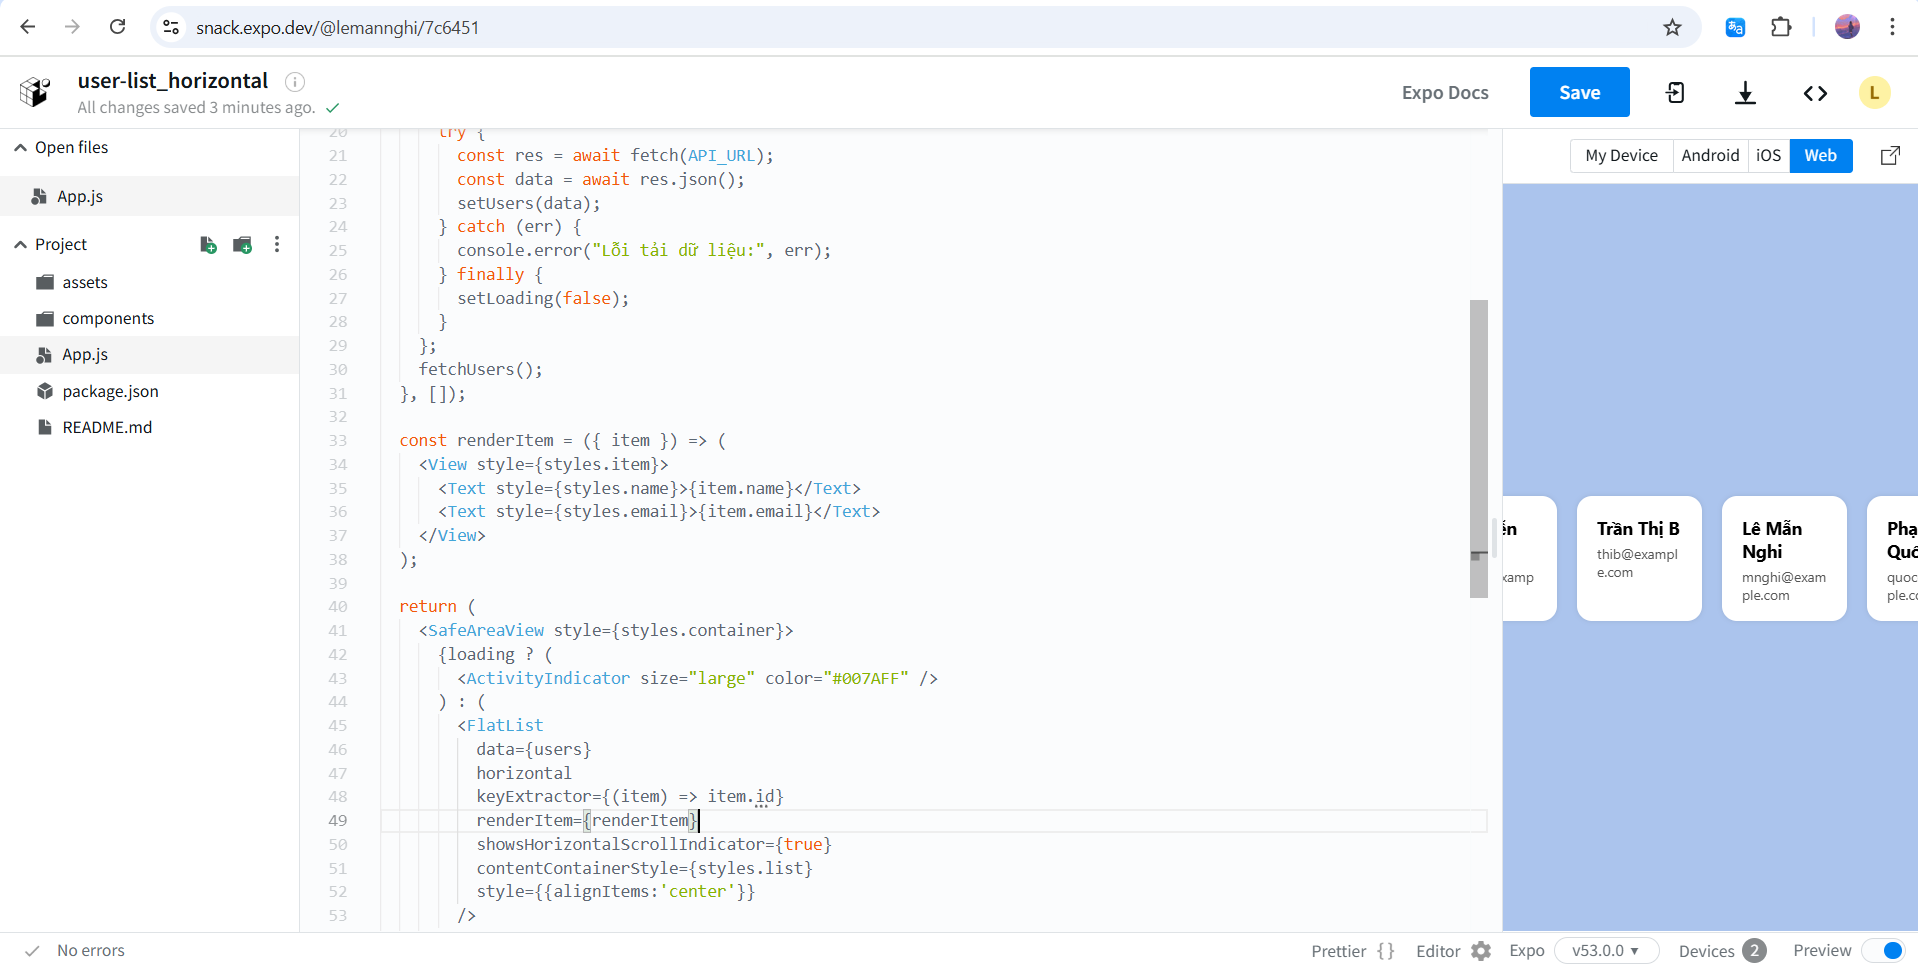 snack.expo.dev/@lemannghi/7c6451
user-list_horizontal
All changes saved 3 minutes ago.
Expo Docs
Save
L
Open files
App.js
Project
assets
components
App.js
package.json
README.md
20 try {
21 const res = await fetch(API_URL);
22 const data = await res.json();
23 setUsers(data);
24 } catch (err) {
25 console.error("Lỗi tải dữ liệu:", err);
26 } finally {
27 setLoading(false);
28 }
29 };
30 fetchUsers();
31 }, []);
32
33 const renderItem = ({ item }) => (
34 <View style={styles.item}>
35 <Text style={styles.name}>{item.name}</Text>
36 <Text style={styles.email}>{item.email}</Text>
37 </View>
38 );
39
40 return (
41 <SafeAreaView style={styles.container}>
42 {loading ? (
43 <ActivityIndicator size="large" color="#007AFF" />
44 ) : (
45 <FlatList
46 data={users}
47 horizontal
48 keyExtractor={(item) => item.id}
49 renderItem={renderItem}
50 showsHorizontalScrollIndicator={true}
51 contentContainerStyle={styles.list}
52 style={{alignItems:'center'}}
53 />
My Device Android iOS Web
xamp
Trần Thị B
thib@exampl
e.com
Lê Mẫn
Nghi
mnghi@exam
ple.com
Phạ
Quố
quoc
ple.co
No errors
Prettier {} Editor Expo v53.0.0 Devices 2 Preview